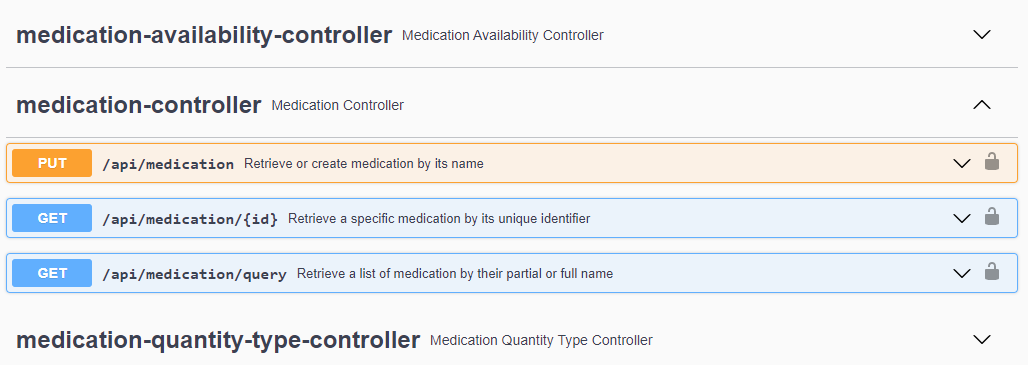 medication-availability-controller Medication Availability Controller
medication-controller Medication Controller
PUT /api/medication Retrieve or create medication by its name
GET /api/medication/{id} Retrieve a specific medication by its unique identifier
GET /api/medication/query Retrieve a list of medication by their partial or full name
medication-quantity-type-controller Medication Quantity Type Controller